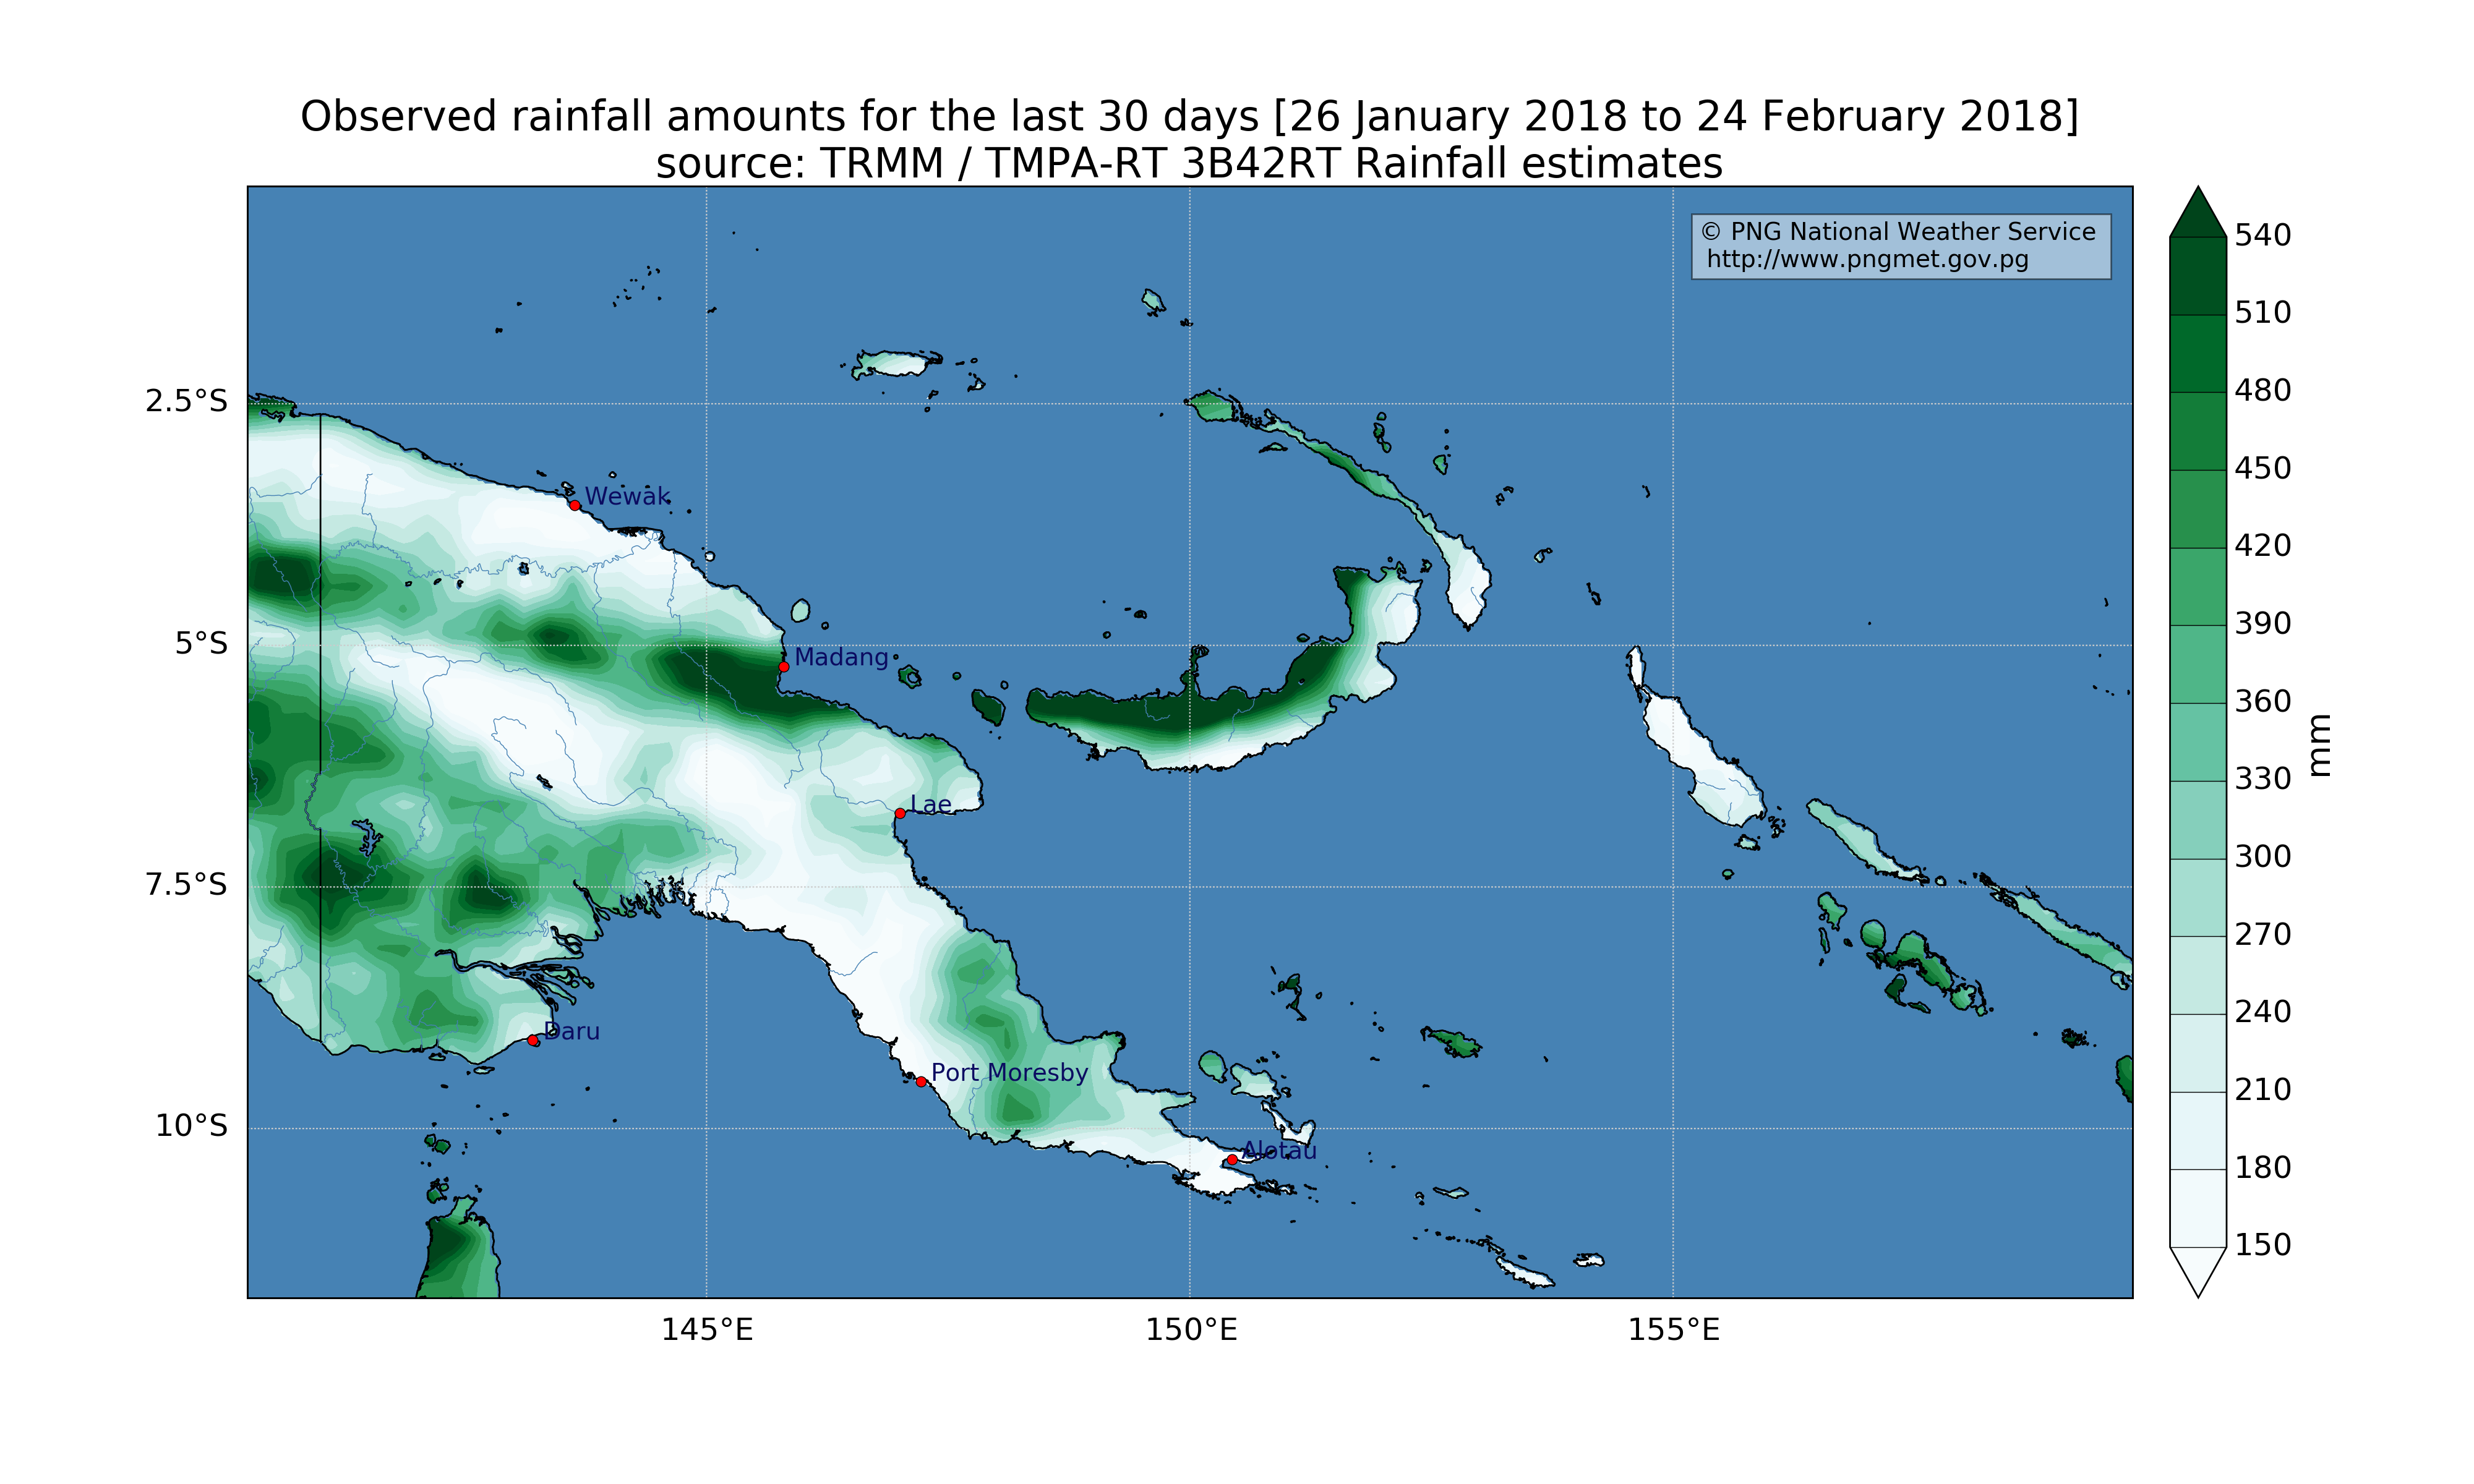 Observed rainfall amounts for the last 30 days [26 January 2018 to 24 February 2018]
source: TRMM / TMPA-RT 3B42RT Rainfall estimates
© PNG National Weather Service
http://www.pngmet.gov.pg
540
510
480
450
420
390
360
330
300
270
240
210
180
150
mm
2.5°S
5°S
7.5°S
10°S
Wewak
Madang
Lae
Daru
Port Moresby
Alotau
145°E
150°E
155°E